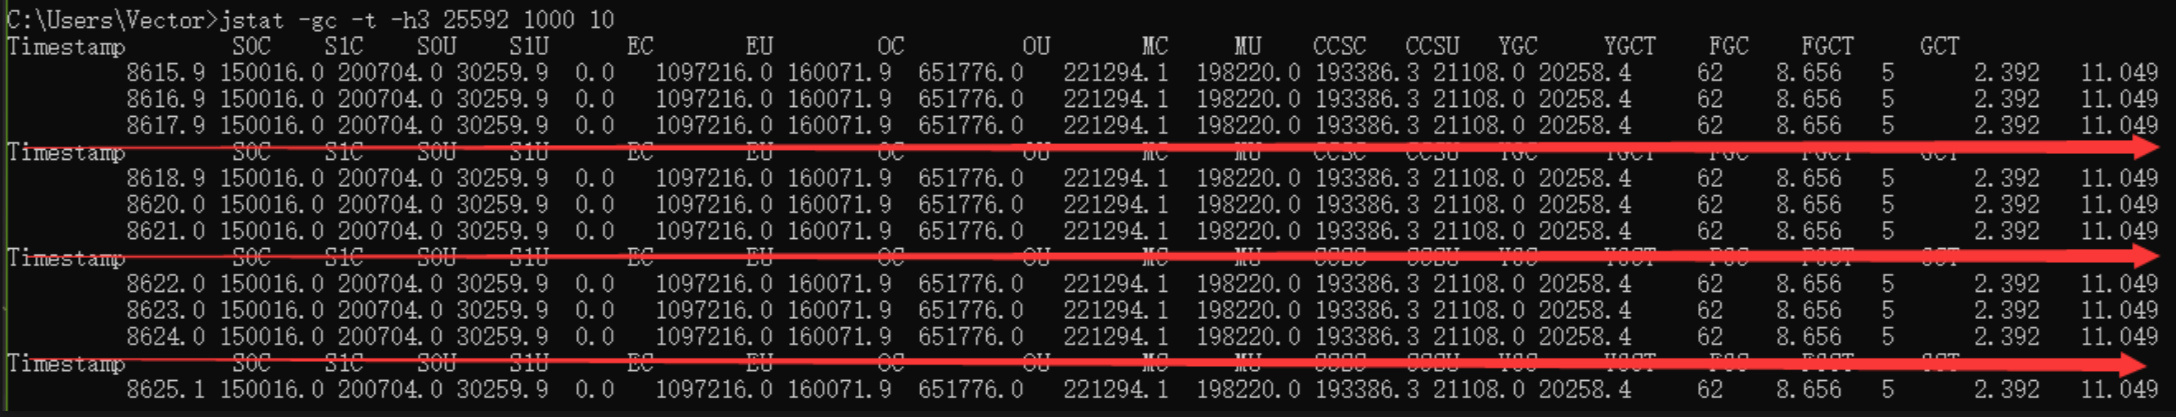 C:\Users\Vector>jstat -gc -t -h3 25592 1000 10
Timestamp S0C S1C S0U S1U EC EU OC OU MC MU CCSC CCSU YGC YGCT FGC FGCT GCT
8615.9 150016.0 200704.0 30259.9 0.0 1097216.0 160071.9 651776.0 221294.1 198220.0 193386.3 21108.0 20258.4 62 8.656 5 2.392 11.049
8616.9 150016.0 200704.0 30259.9 0.0 1097216.0 160071.9 651776.0 221294.1 198220.0 193386.3 21108.0 20258.4 62 8.656 5 2.392 11.049
8617.9 150016.0 200704.0 30259.9 0.0 1097216.0 160071.9 651776.0 221294.1 198220.0 193386.3 21108.0 20258.4 62 8.656 5 2.392 11.049
Timestamp S0C S1C S0U S1U EC EU OC OU MC MU CCSC CCSU YGC YGCT FGC FGCT GCT
8618.9 150016.0 200704.0 30259.9 0.0 1097216.0 160071.9 651776.0 221294.1 198220.0 193386.3 21108.0 20258.4 62 8.656 5 2.392 11.049
8620.0 150016.0 200704.0 30259.9 0.0 1097216.0 160071.9 651776.0 221294.1 198220.0 193386.3 21108.0 20258.4 62 8.656 5 2.392 11.049
8621.0 150016.0 200704.0 30259.9 0.0 1097216.0 160071.9 651776.0 221294.1 198220.0 193386.3 21108.0 20258.4 62 8.656 5 2.392 11.049
Timestamp S0C S1C S0U S1U EC EU OC OU MC MU CCSC CCSU YGC YGCT FGC FGCT GCT
8622.0 150016.0 200704.0 30259.9 0.0 1097216.0 160071.9 651776.0 221294.1 198220.0 193386.3 21108.0 20258.4 62 8.656 5 2.392 11.049
8623.0 150016.0 200704.0 30259.9 0.0 1097216.0 160071.9 651776.0 221294.1 198220.0 193386.3 21108.0 20258.4 62 8.656 5 2.392 11.049
8624.0 150016.0 200704.0 30259.9 0.0 1097216.0 160071.9 651776.0 221294.1 198220.0 193386.3 21108.0 20258.4 62 8.656 5 2.392 11.049
Timestamp S0C S1C S0U S1U EC EU OC OU MC MU CCSC CCSU YGC YGCT FGC FGCT GCT
8625.1 150016.0 200704.0 30259.9 0.0 1097216.0 160071.9 651776.0 221294.1 198220.0 193386.3 21108.0 20258.4 62 8.656 5 2.392 11.049